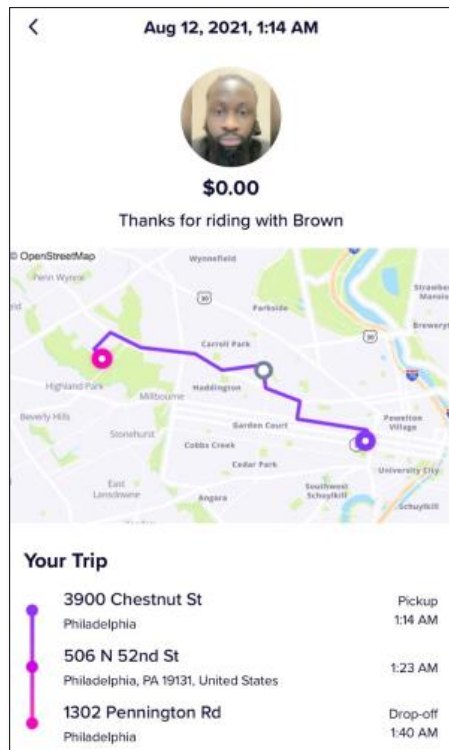 Aug 12, 2021, 1:14 AM
$0.00
Thanks for riding with Brown
© OpenStreetMap
Wynnefield
Penn Wynne
30
Parkside
Carroll Park
30
Highland Park
Millbourne
Haddington
Beverly Hills
Garden Court
Powelton
Village
Stonehurst
Cobbs Creek
Cedar Park
University City
East
Lansdowne
Angora
Southwest
Schuylkill
Schuylkill
Your Trip
3900 Chestnut St
Pickup
Philadelphia
1:14 AM
506 N 52nd St
1:23 AM
Philadelphia, PA 19131, United States
1302 Pennington Rd
Drop-off
Philadelphia
1:40 AM